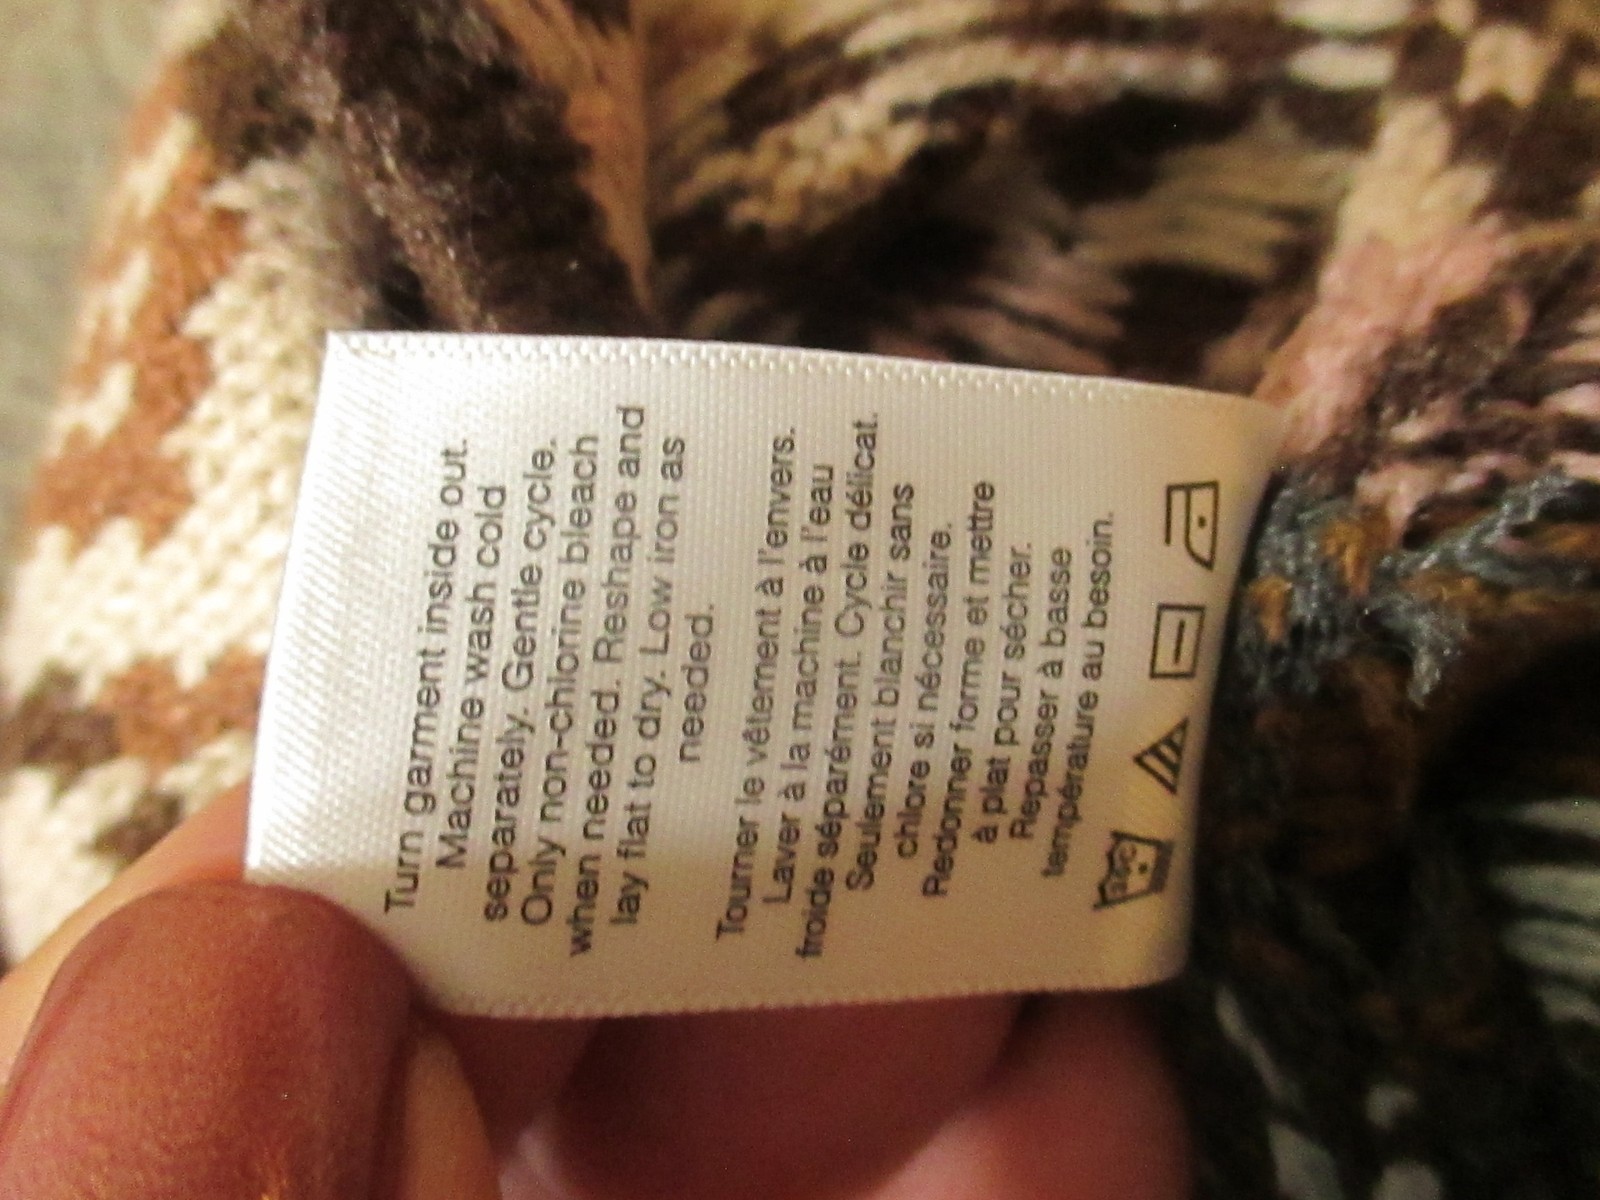 Turn garment inside out.
Machine wash cold
separately. Gentle cycle.
Only non-chlorine bleach
when needed. Reshape and
lay flat to dry. Low iron as
needed.
Tourner le vêtement à l'envers.
Laver à la machine à l'eau
froide séparément. Cycle délicat.
Seulement blanchir sans
chlore si nécessaire.
Redonner forme et mettre
à plat pour sécher.
Repasser à basse
température au besoin.